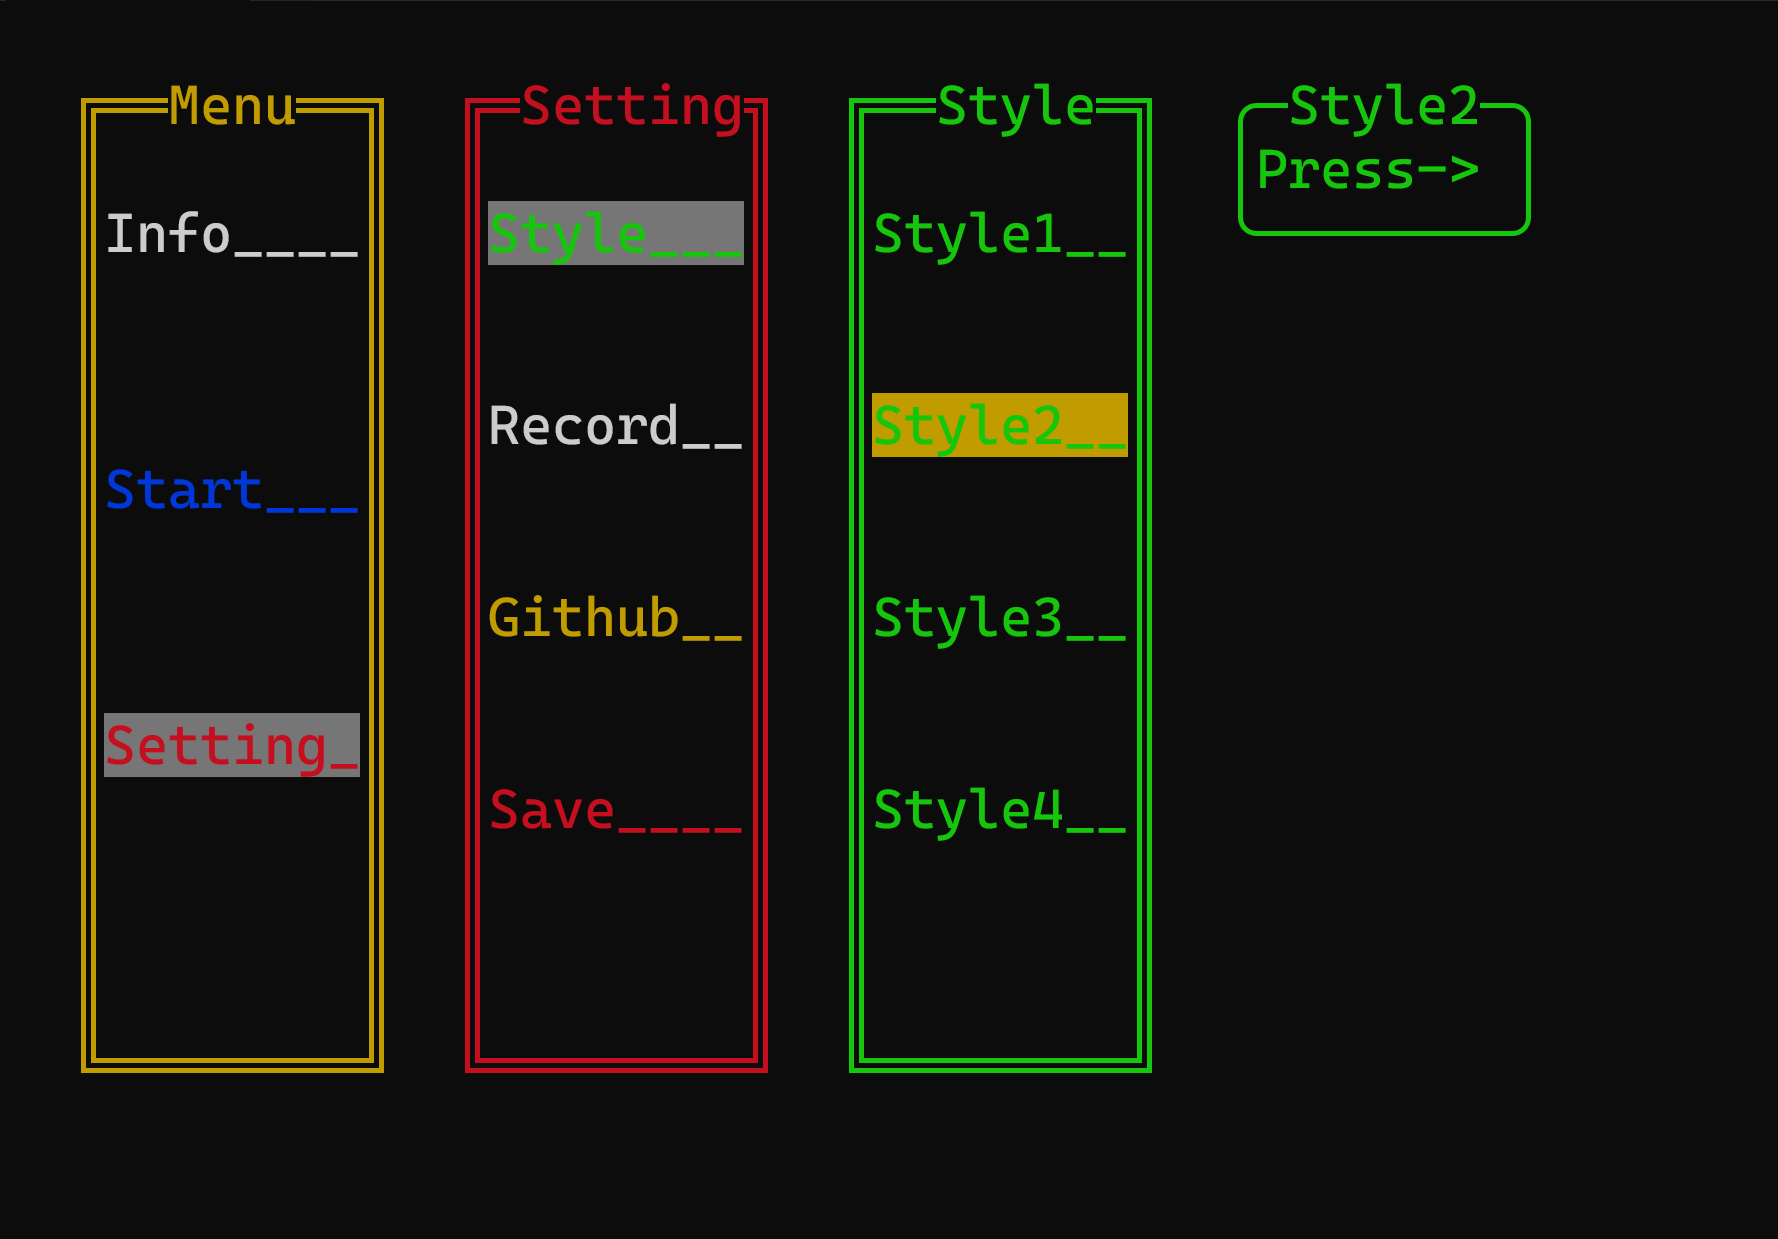 Menu
Info____
Start___
Setting_
Setting
Style___
Record__
Github__
Save____
Style
Style1__
Style2__
Style3__
Style4__
Style2
Press->